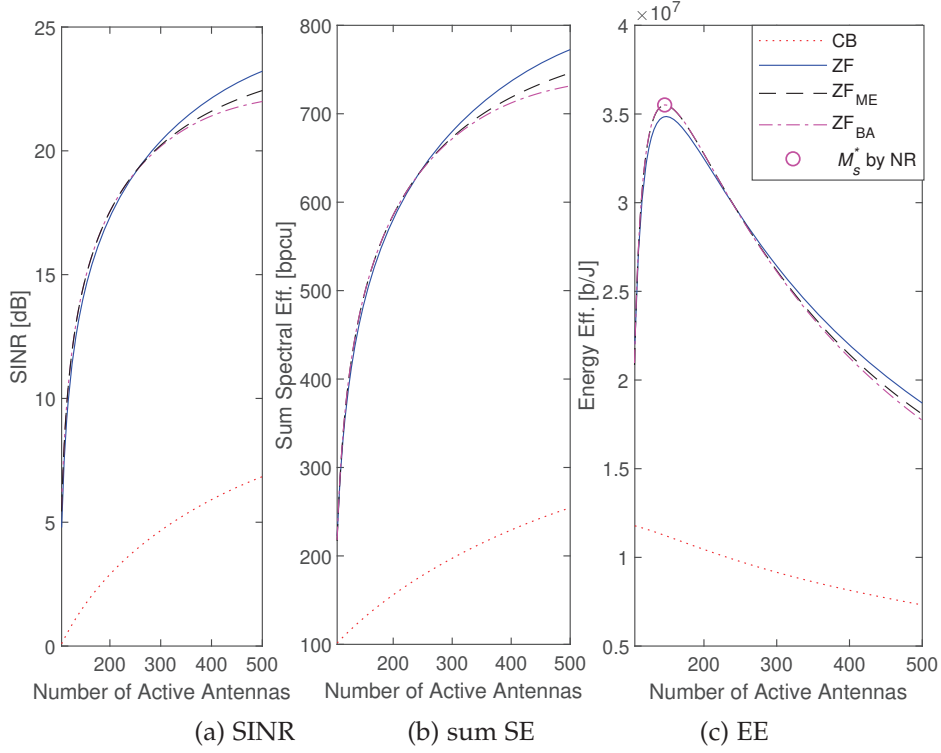 25
20
15
10
5
0
SINR [dB]
200 300 400 500
Number of Active Antennas
(a) SINR
800
700
600
500
400
300
200
100
Sum Spectral Eff. [bpcu]
200 300 400 500
Number of Active Antennas
(b) sum SE
×10^7
4
3.5
3
2.5
2
1.5
1
0.5
Energy Eff. [b/J]
CB
ZF
ZF_ME
ZF_BA
M_s^* by NR
200 300 400 500
Number of Active Antennas
(c) EE